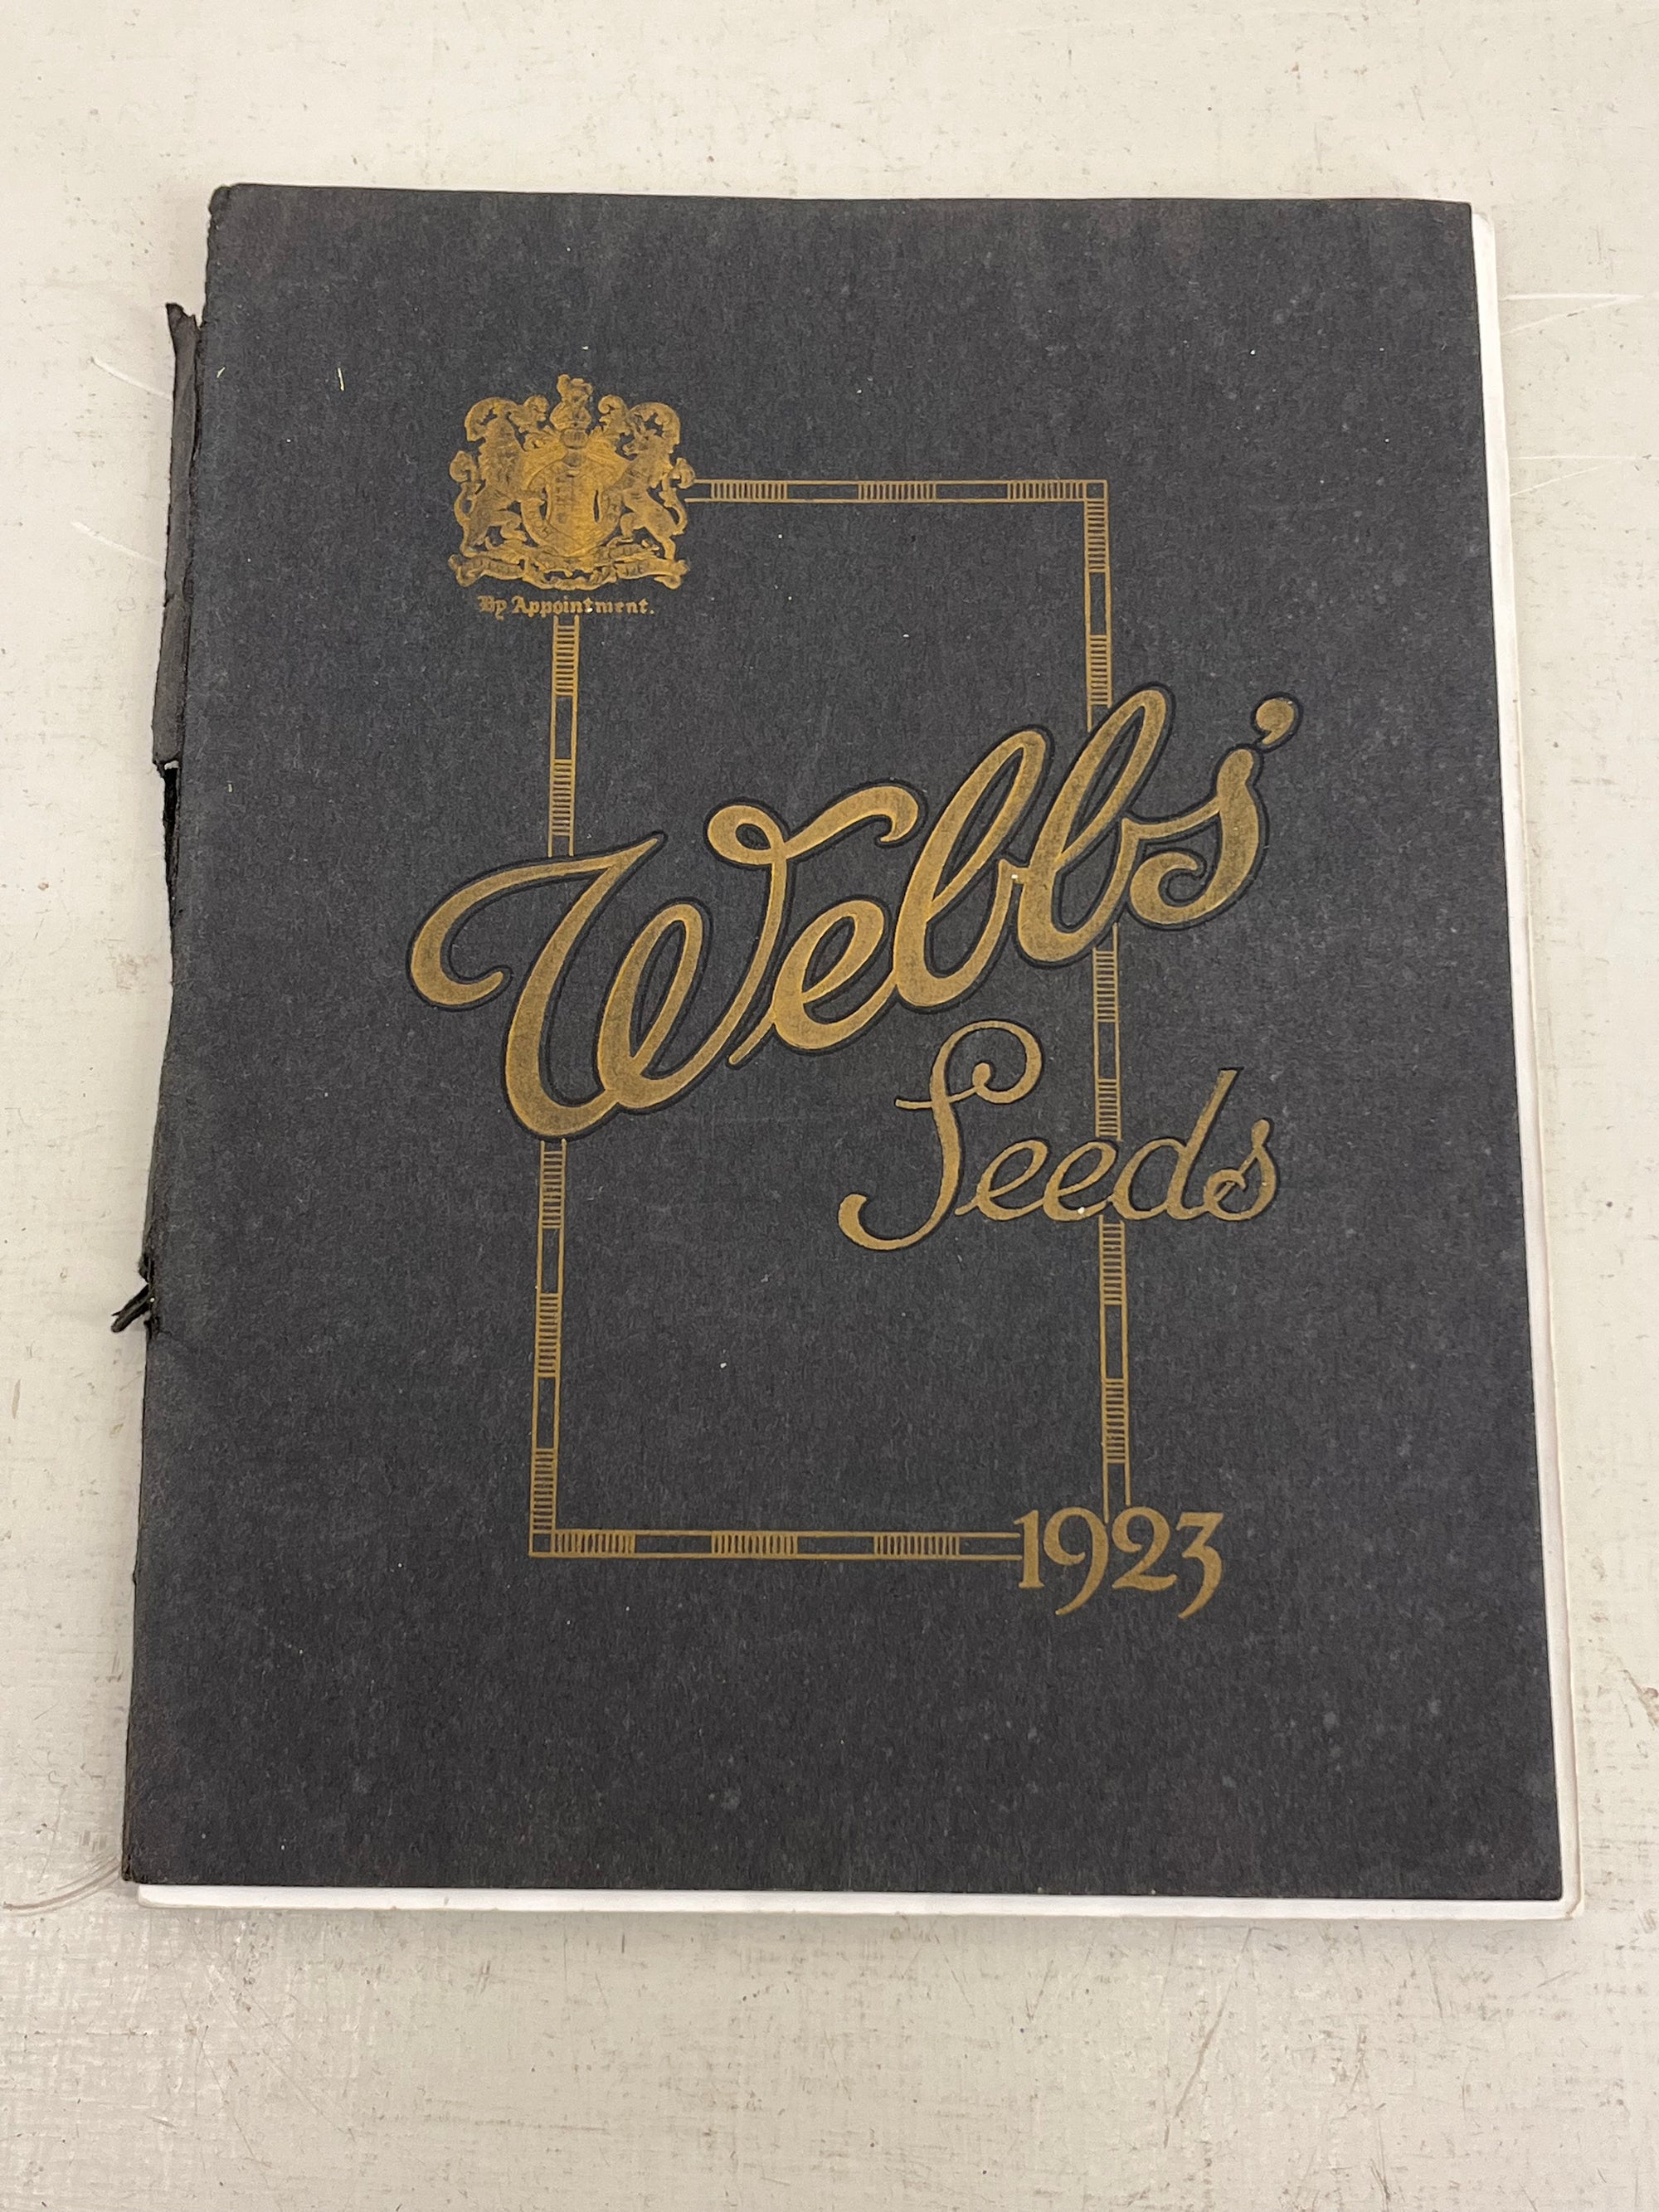 By Appointment.
Webbs'
Seeds
1923